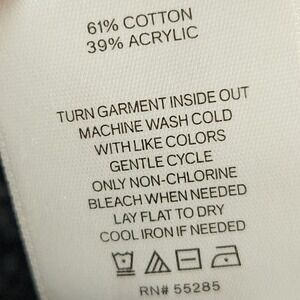 61% COTTON
39% ACRYLIC
TURN GARMENT INSIDE OUT
MACHINE WASH COLD
WITH LIKE COLORS
GENTLE CYCLE
ONLY NON-CHLORINE
BLEACH WHEN NEEDED
LAY FLAT TO DRY
COOL IRON IF NEEDED
RN# 55285